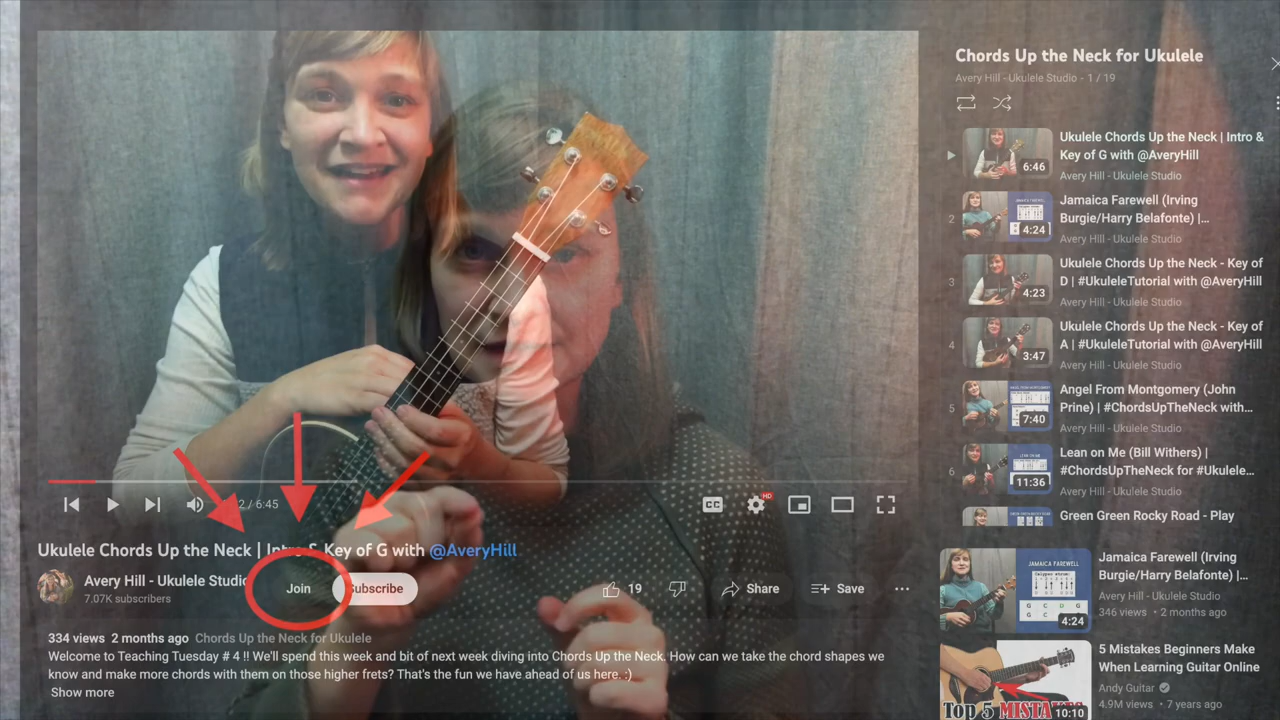 Chords Up the Neck for Ukulele
Avery Hill - Ukulele Studio - 1 / 19
Ukulele Chords Up the Neck | Intro &
Key of G with @AveryHill
6:46
Avery Hill - Ukulele Studio
2
Jamaica Farewell (Irving
Burgie/Harry Belafonte) |...
4:24
Avery Hill - Ukulele Studio
3
Ukulele Chords Up the Neck - Key of
D | #UkuleleTutorial with @AveryHill
4:23
Avery Hill - Ukulele Studio
4
Ukulele Chords Up the Neck - Key of
A | #UkuleleTutorial with @AveryHill
3:47
Avery Hill - Ukulele Studio
5
Angel From Montgomery (John
Prine) | #ChordsUpTheNeck with...
7:40
Avery Hill - Ukulele Studio
6
Lean on Me (Bill Withers) |
#ChordsUpTheNeck for #Ukulele...
11:36
Avery Hill - Ukulele Studio
Green Green Rocky Road - Play
2 / 6:45
CC
HD
Ukulele Chords Up the Neck | Intro & Key of G with @AveryHill
Avery Hill - Ukulele Studio
7.07K subscribers
Join
Subscribe
19
Share
Save
334 views 2 months ago Chords Up the Neck for Ukulele
Welcome to Teaching Tuesday # 4 !! We'll spend this week and bit of next week diving into Chords Up the Neck. How can we take the chord shapes we
know and make more chords with them on those higher frets? That's the fun we have ahead of us here. :)
Show more
JAMAICA FAREWELL
G C D G
G C
4:24
Jamaica Farewell (Irving
Burgie/Harry Belafonte) |...
Avery Hill - Ukulele Studio
346 views • 2 months ago
Top 5 MISTA
10:10
5 Mistakes Beginners Make
When Learning Guitar Online
Andy Guitar
4.9M views • 7 years ago